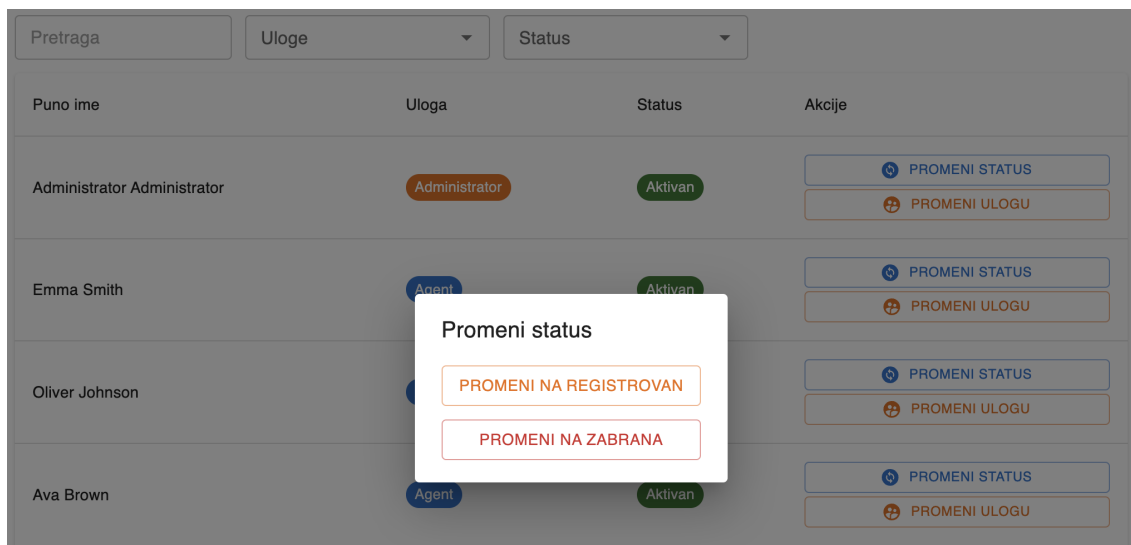 Pretraga
Uloge
Status
Puno ime
Uloga
Status
Akcije
Administrator Administrator
Administrator
Aktivan
PROMENI STATUS
PROMENI ULOGU
Emma Smith
Agent
Aktivan
PROMENI STATUS
PROMENI ULOGU
Promeni status
PROMENI NA REGISTROVAN
PROMENI NA ZABRANA
Oliver Johnson
PROMENI STATUS
PROMENI ULOGU
Ava Brown
Agent
Aktivan
PROMENI STATUS
PROMENI ULOGU